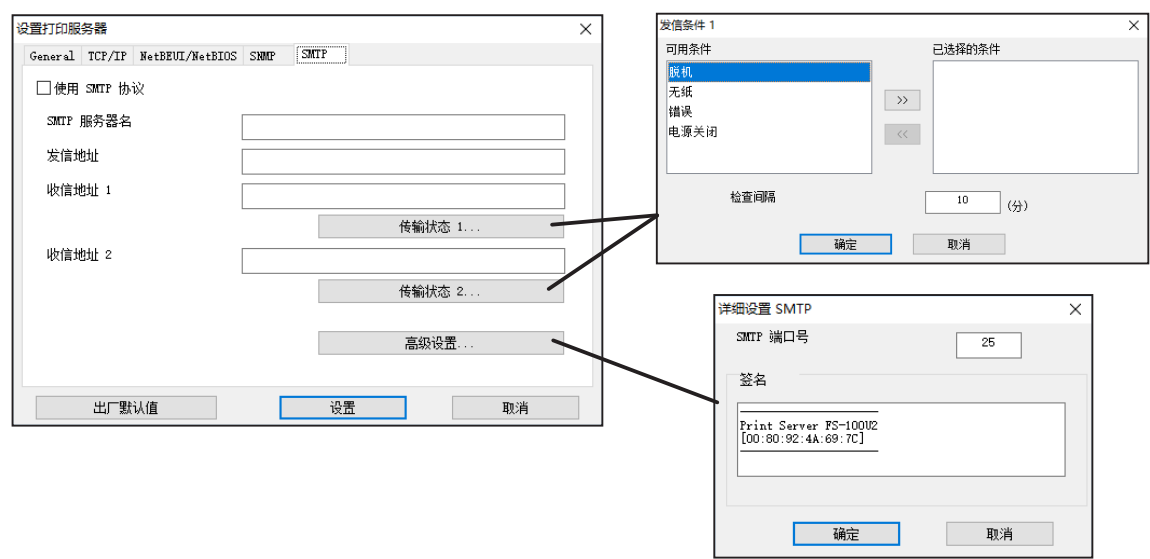 设置打印服务器
General TCP/IP NetBEUI/NetBIOS SNMP SMTP
使用 SMTP 协议
SMTP 服务器名
发信地址
收信地址 1
传输状态 1...
收信地址 2
传输状态 2...
高级设置...
出厂默认值 设置 取消
发信条件 1
可用条件 已选择的条件
脱机
无纸
错误
电源关闭
>>
<<
检查间隔 10 (分)
确定 取消
详细设置 SMTP
SMTP 端口号 25
签名
Print Server FS-100U2
[00:80:92:4A:69:7C]
确定 取消